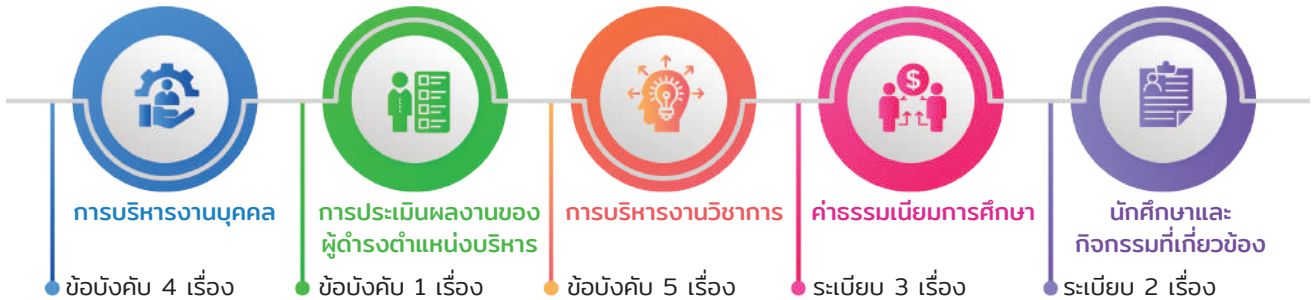 $
การบริหารงานบุคคล
ข้อบังคับ 4 เรื่อง
การประเมินผลงานของ
ผู้ดำรงตำแหน่งบริหาร
ข้อบังคับ 1 เรื่อง
การบริหารงานวิชาการ
ข้อบังคับ 5 เรื่อง
ค่าธรรมเนียมการศึกษา
ระเบียบ 3 เรื่อง
นักศึกษาและ
กิจกรรมที่เกี่ยวข้อง
ระเบียบ 2 เรื่อง